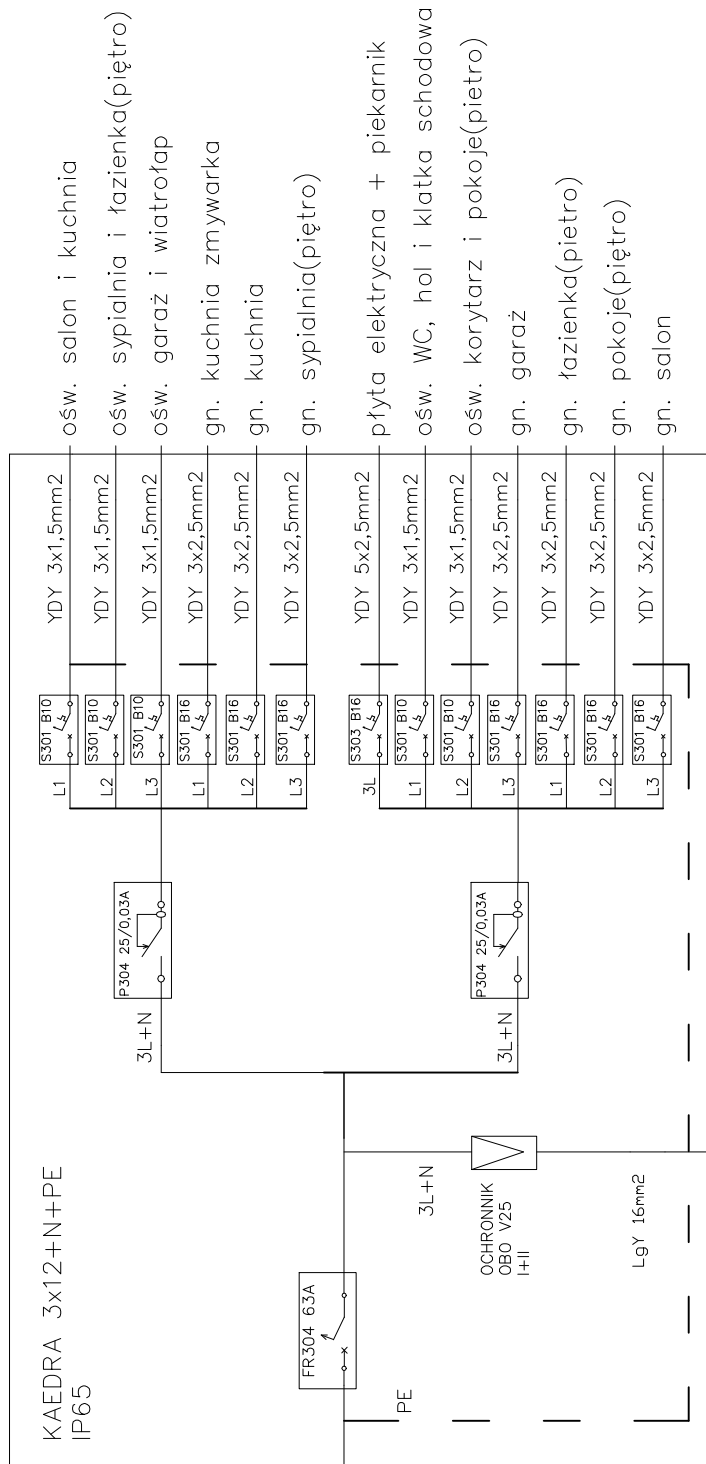 KAEDRA 3x12+N+PE
IP65
FR304 63A
PE
3L+N
OCHRONNIK
OBO V25
I+II
LgY 16mm2
3L+N
P304 25/0,03A
L1
S301 B10
YDY 3x1,5mm2
ośw. salon i kuchnia
L2
S301 B10
YDY 3x1,5mm2
ośw. sypialnia i łazienka(piętro)
L3
S301 B10
YDY 3x1,5mm2
ośw. garaż i wiatrołap
L1
S301 B16
YDY 3x2,5mm2
gn. kuchnia zmywarka
L2
S301 B16
YDY 3x2,5mm2
gn. kuchnia
L3
S301 B16
YDY 3x2,5mm2
gn. sypialnia(piętro)
3L+N
P304 25/0,03A
3L
S303 B16
YDY 5x2,5mm2
płyta elektryczna + piekarnik
L1
S301 B10
YDY 3x1,5mm2
ośw. WC, hol i klatka schodowa
L2
S301 B10
YDY 3x1,5mm2
ośw. korytarz i pokoje(pietro)
L3
S301 B16
YDY 3x2,5mm2
gn. garaż
L1
S301 B16
YDY 3x2,5mm2
gn. łazienka(pietro)
L2
S301 B16
YDY 3x2,5mm2
gn. pokoje(piętro)
L3
S301 B16
YDY 3x2,5mm2
gn. salon